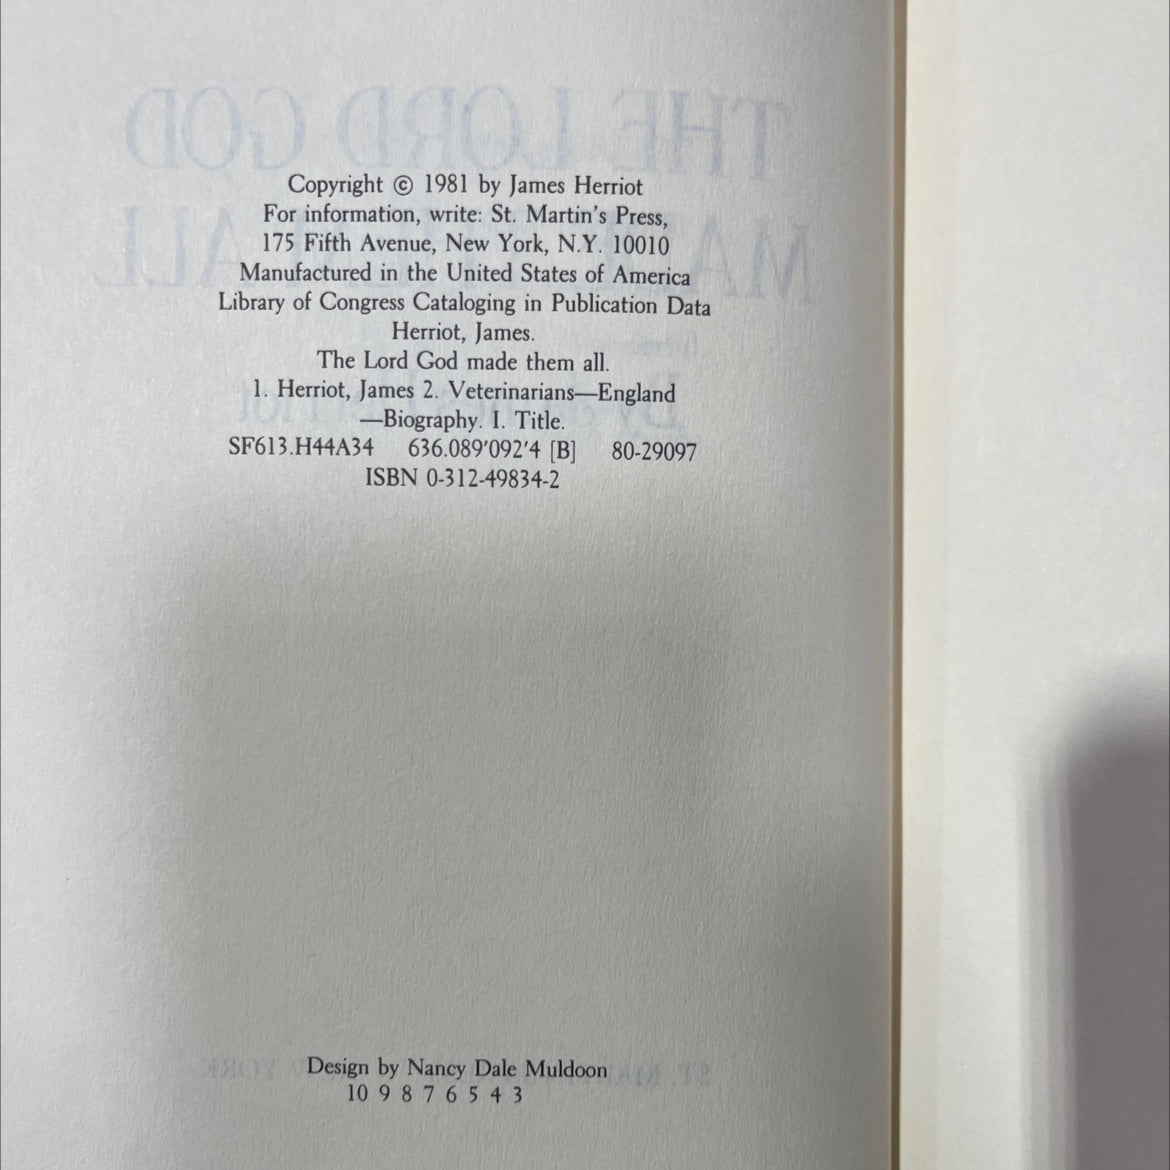 Copyright © 1981 by James Herriot
For information, write: St. Martin's Press,
175 Fifth Avenue, New York, N.Y. 10010
Manufactured in the United States of America
Library of Congress Cataloging in Publication Data
Herriot, James.
The Lord God made them all.
1. Herriot, James 2. Veterinarians—England
—Biography. I. Title.
SF613.H44A34 636.089'092'4 [B] 80-29097
ISBN 0-312-49834-2
Design by Nancy Dale Muldoon
10 9 8 7 6 5 4 3